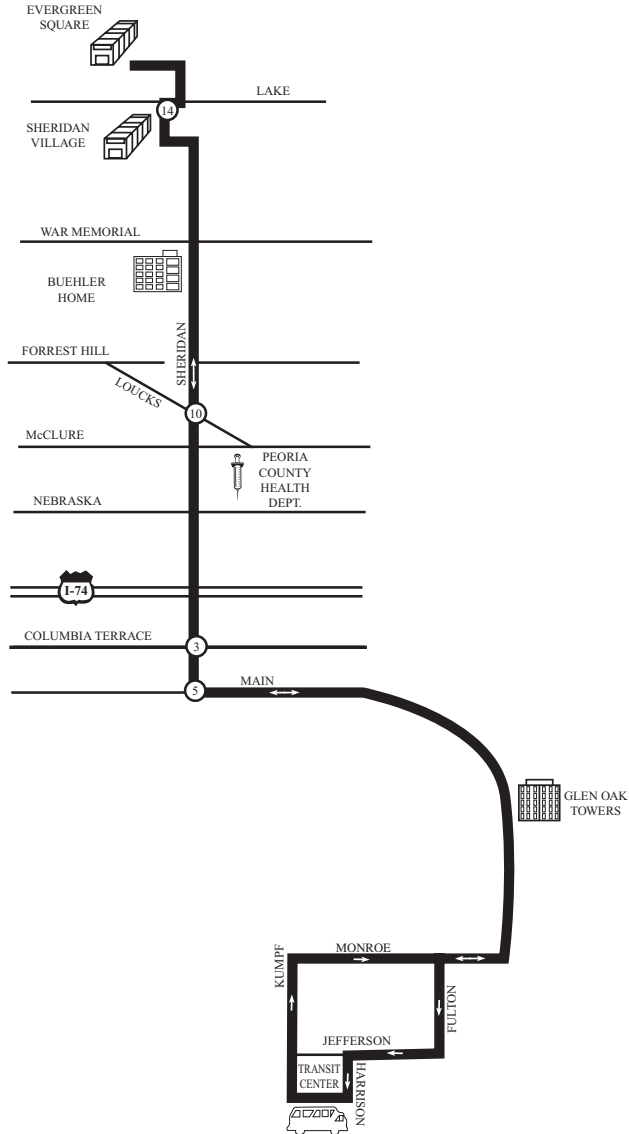 EVERGREEN
SQUARE
LAKE
14
SHERIDAN
VILLAGE
WAR MEMORIAL
BUEHLER
HOME
SHERIDAN
FORREST HILL
LOUCKS
10
McCLURE
PEORIA
COUNTY
HEALTH
DEPT.
NEBRASKA
I-74
COLUMBIA TERRACE
3
MAIN
5
GLEN OAK
TOWERS
KUMPF
MONROE
FULTON
JEFFERSON
TRANSIT
CENTER
HARRISON